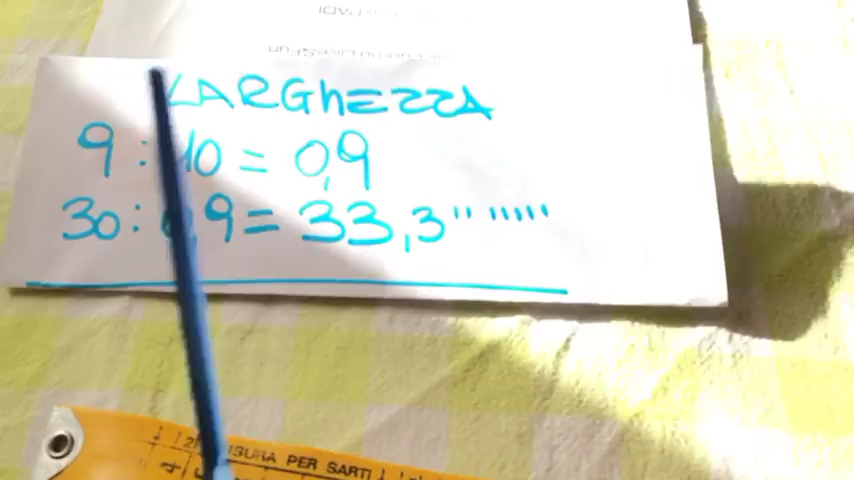 LARGhEZZA
9 : 10 = 0,9
30 : 0,9 = 33,3 '' '''''
MISURA PER SARTI